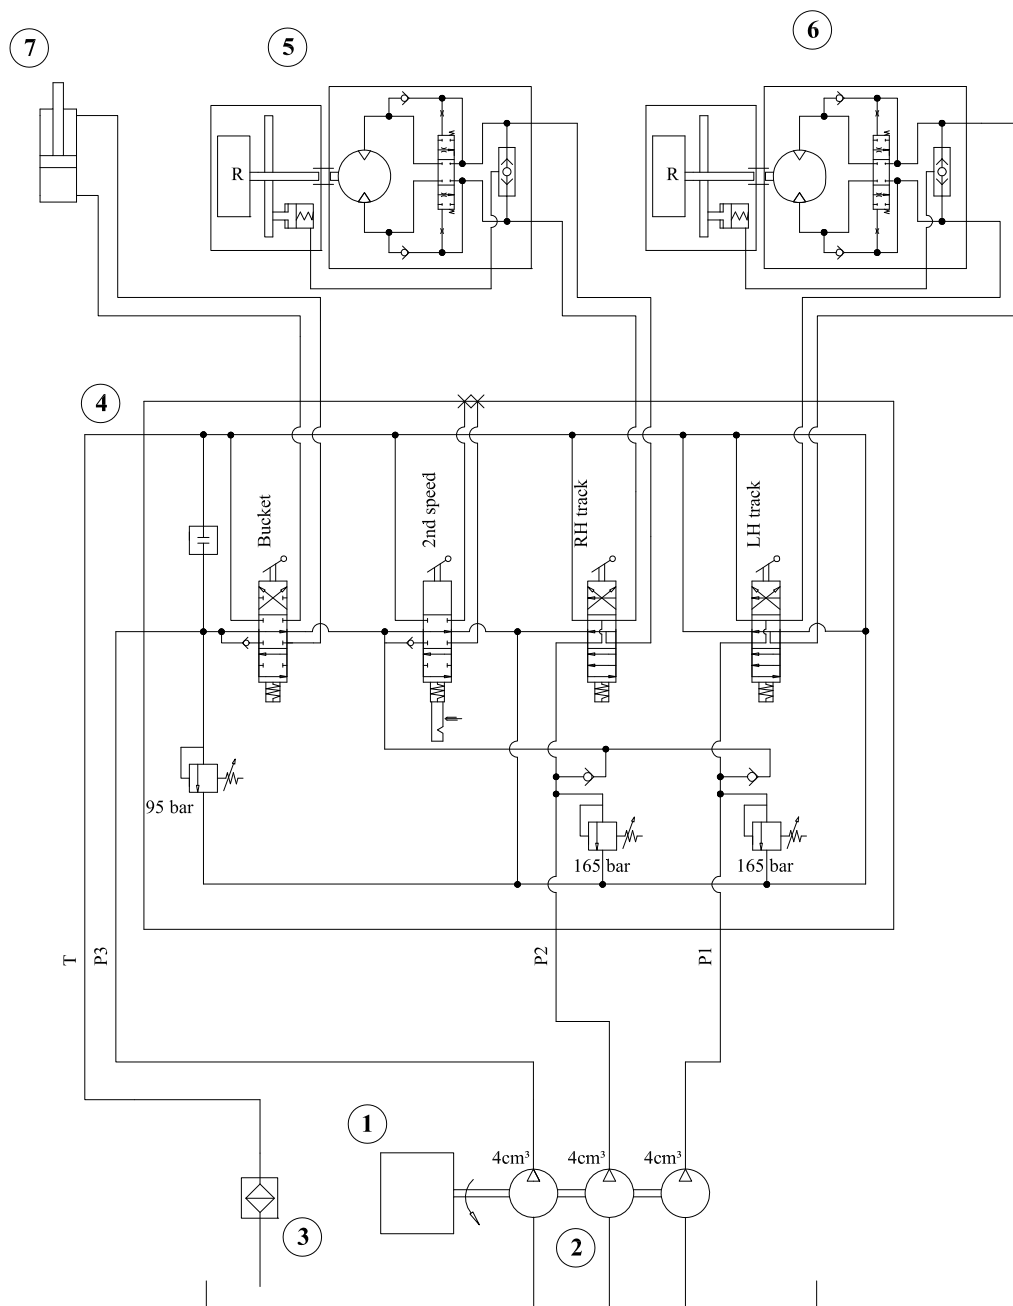 6
5
7
R
R
4
Bucket
2nd speed
RH track
LH track
95 bar
165 bar
165 bar
T
P3
P2
P1
1
4cm³
4cm³
4cm³
3
2